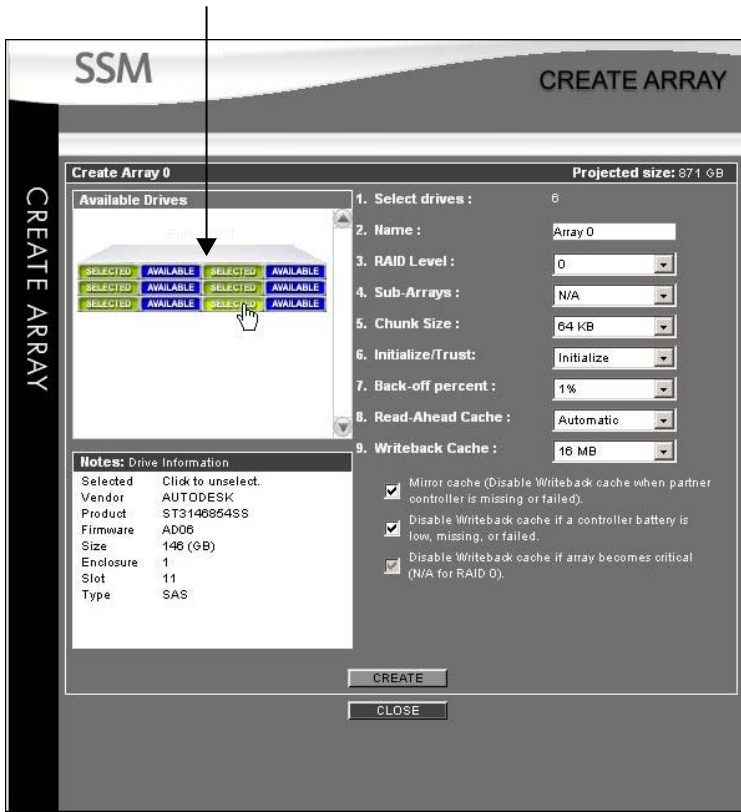 SSM
CREATE ARRAY
CREATE ARRAY
Create Array 0
Projected size: 871 GB
Available Drives
SELECTED AVAILABLE SELECTED AVAILABLE
SELECTED AVAILABLE SELECTED AVAILABLE
SELECTED AVAILABLE SELECTED AVAILABLE
Notes: Drive Information
Selected Click to unselect.
Vendor AUTODESK
Product ST3146854SS
Firmware AD06
Size 146 (GB)
Enclosure 1
Slot 11
Type SAS
1. Select drives : 6
2. Name : Array 0
3. RAID Level : 0
4. Sub-Arrays : N/A
5. Chunk Size : 64 KB
6. Initialize/Trust: Initialize
7. Back-off percent : 1%
8. Read-Ahead Cache : Automatic
9. Writeback Cache : 16 MB
Mirror cache (Disable Writeback cache when partner
controller is missing or failed).
Disable Writeback cache if a controller battery is
low, missing, or failed.
Disable Writeback cache if array becomes critical
(N/A for RAID 0).
CREATE
CLOSE